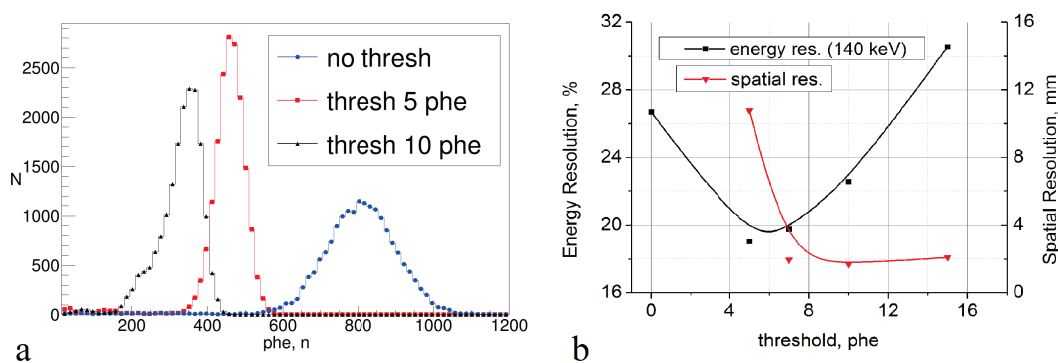 2500
2000
1500
1000
500
0
N
200 400 600 800 1000 1200
phe, n
no thresh
thresh 5 phe
thresh 10 phe
a
32
28
24
20
16
Energy Resolution, %
energy res. (140 keV)
spatial res.
16
12
8
4
0
Spatial Resolution, mm
0 4 8 12 16
threshold, phe
b